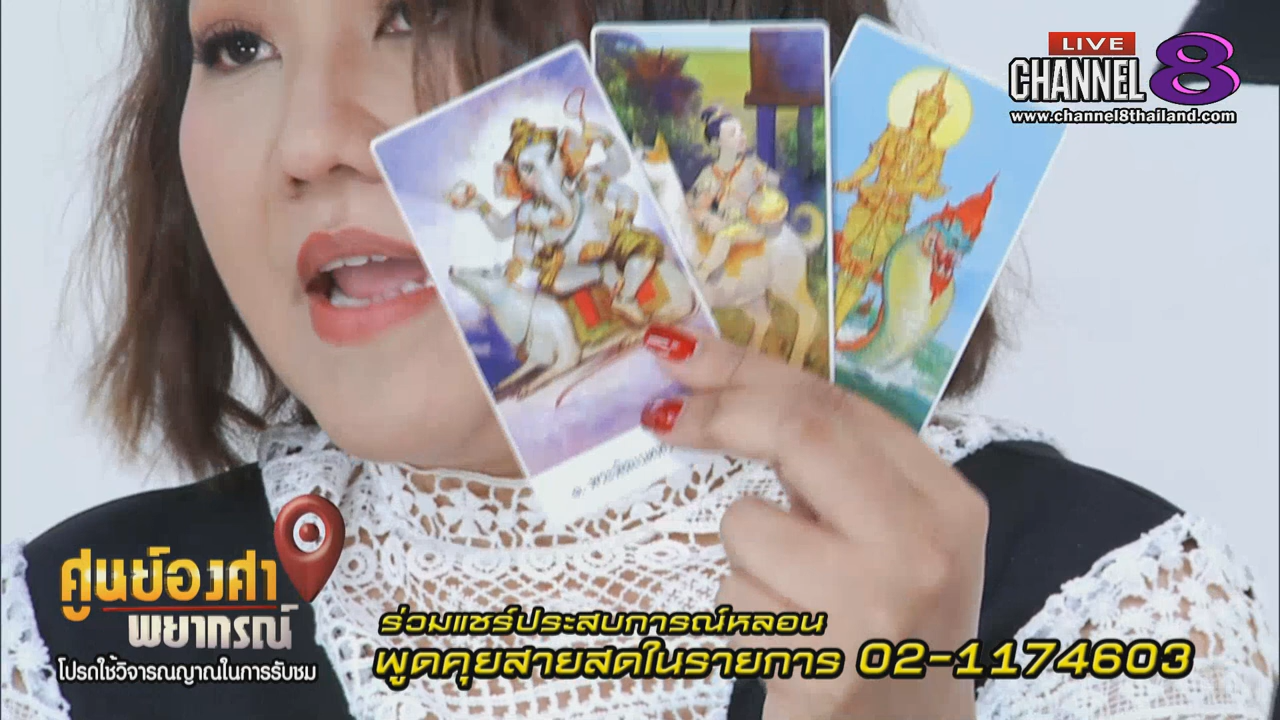 LIVE
CHANNEL 8
www.channel8thailand.com
ศูนย์องศา
พยากรณ์
โปรดใช้วิจารณญาณในการรับชม
ร่วมแชร์ประสบการณ์หลอน
พูดคุยสายสดในรายการ 02-1174603